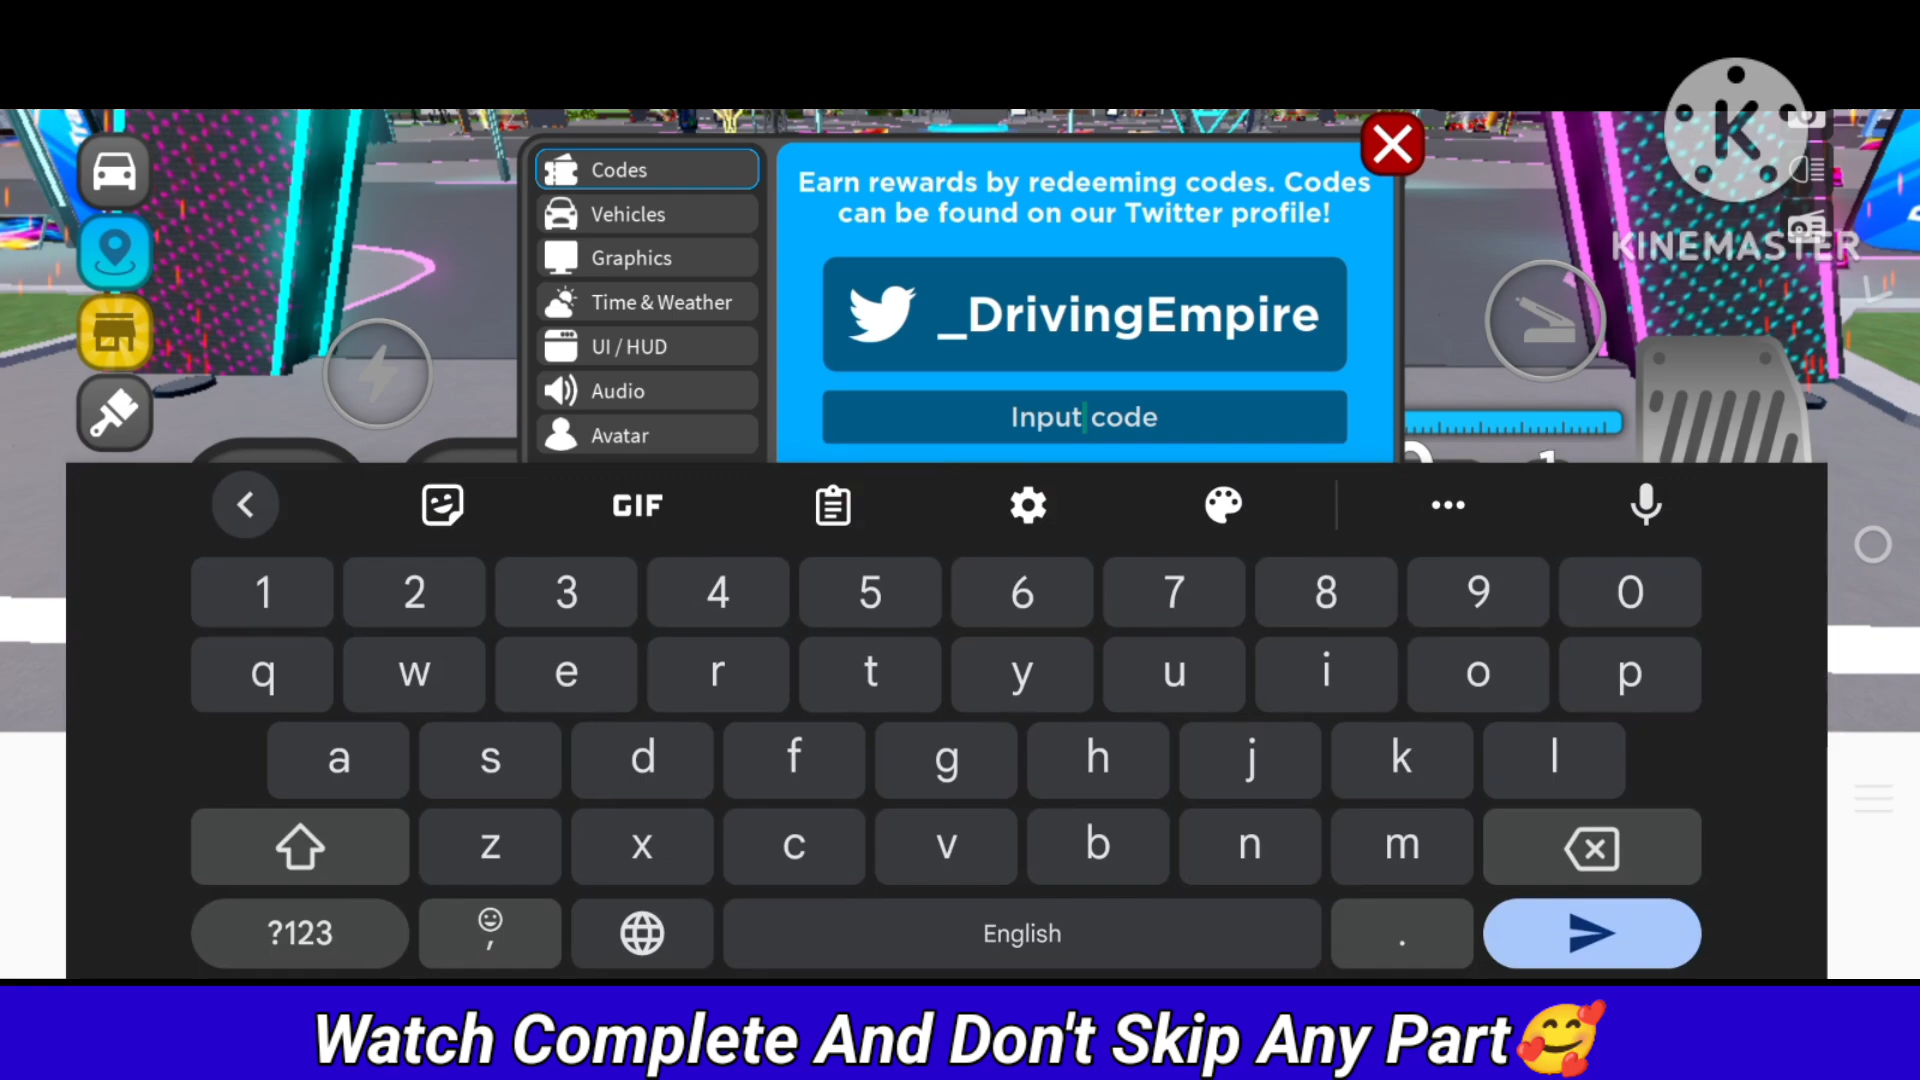 Codes
Vehicles
Graphics
Time & Weather
UI / HUD
Audio
Avatar
Earn rewards by redeeming codes. Codes
can be found on our Twitter profile!
_DrivingEmpire
Input code
K
KINEMASTER
GIF
1 2 3 4 5 6 7 8 9 0
q w e r t y u i o p
a s d f g h j k l
z x c v b n m
?123 , English .
Watch Complete And Don't Skip Any Part🥰